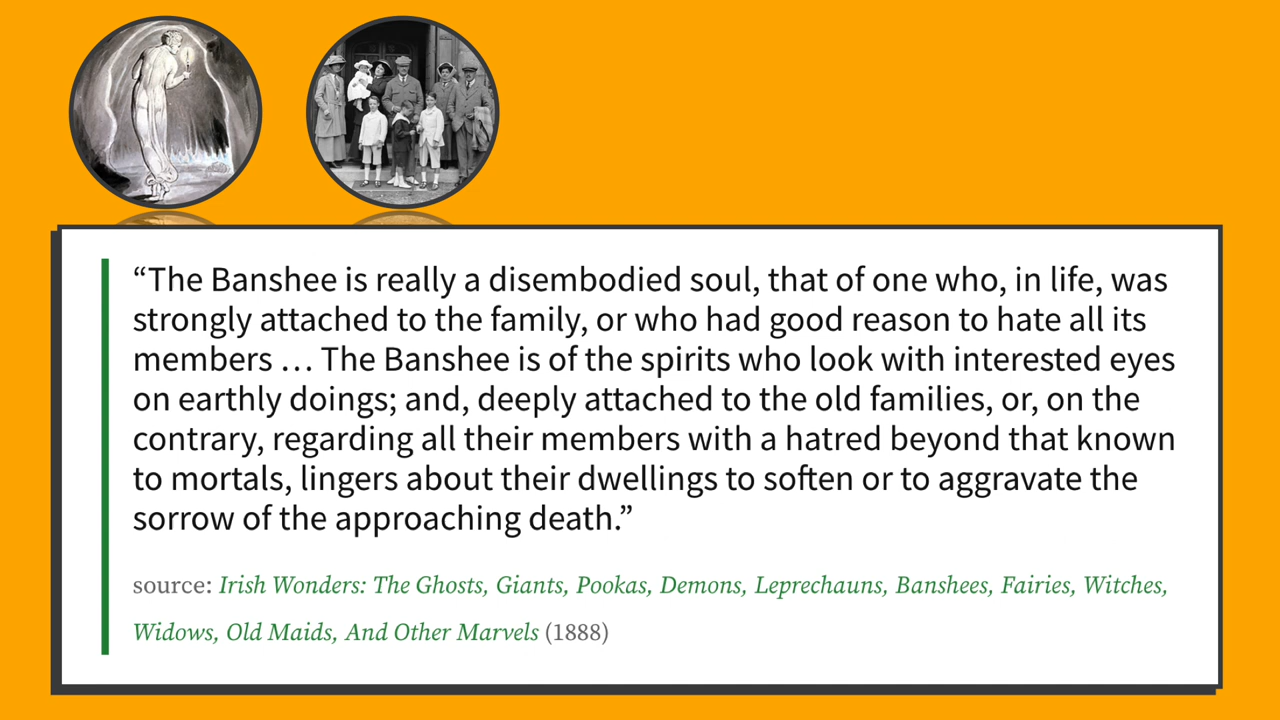 “The Banshee is really a disembodied soul, that of one who, in life, was
strongly attached to the family, or who had good reason to hate all its
members … The Banshee is of the spirits who look with interested eyes
on earthly doings; and, deeply attached to the old families, or, on the
contrary, regarding all their members with a hatred beyond that known
to mortals, lingers about their dwellings to soften or to aggravate the
sorrow of the approaching death.”
source: Irish Wonders: The Ghosts, Giants, Pookas, Demons, Leprechauns, Banshees, Fairies, Witches,
Widows, Old Maids, And Other Marvels (1888)